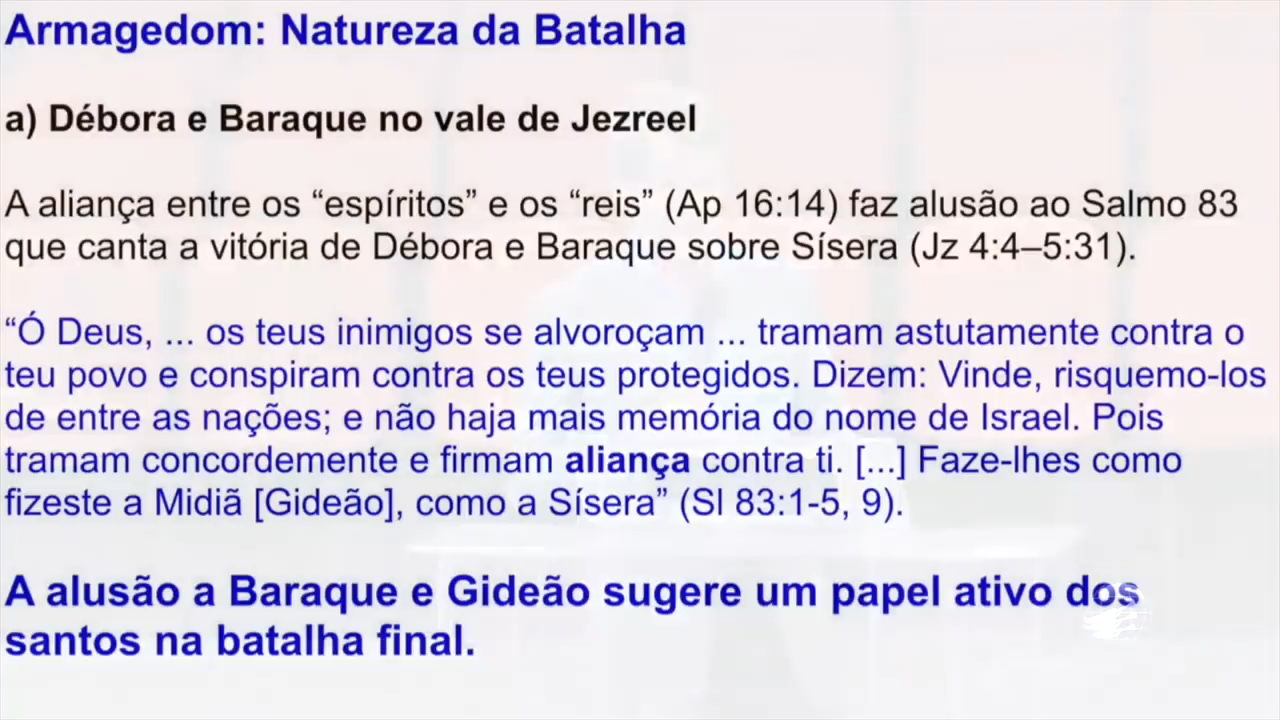 Armagedom: Natureza da Batalha
a) Débora e Baraque no vale de Jezreel
A aliança entre os “espíritos” e os “reis” (Ap 16:14) faz alusão ao Salmo 83
que canta a vitória de Débora e Baraque sobre Sísera (Jz 4:4–5:31).
“Ó Deus, ... os teus inimigos se alvoroçam ... tramam astutamente contra o
teu povo e conspiram contra os teus protegidos. Dizem: Vinde, risquemo-los
de entre as nações; e não haja mais memória do nome de Israel. Pois
tramam concordemente e firmam aliança contra ti. [...] Faze-lhes como
fizeste a Midiã [Gideão], como a Sísera” (Sl 83:1-5, 9).
A alusão a Baraque e Gideão sugere um papel ativo dos
santos na batalha final.